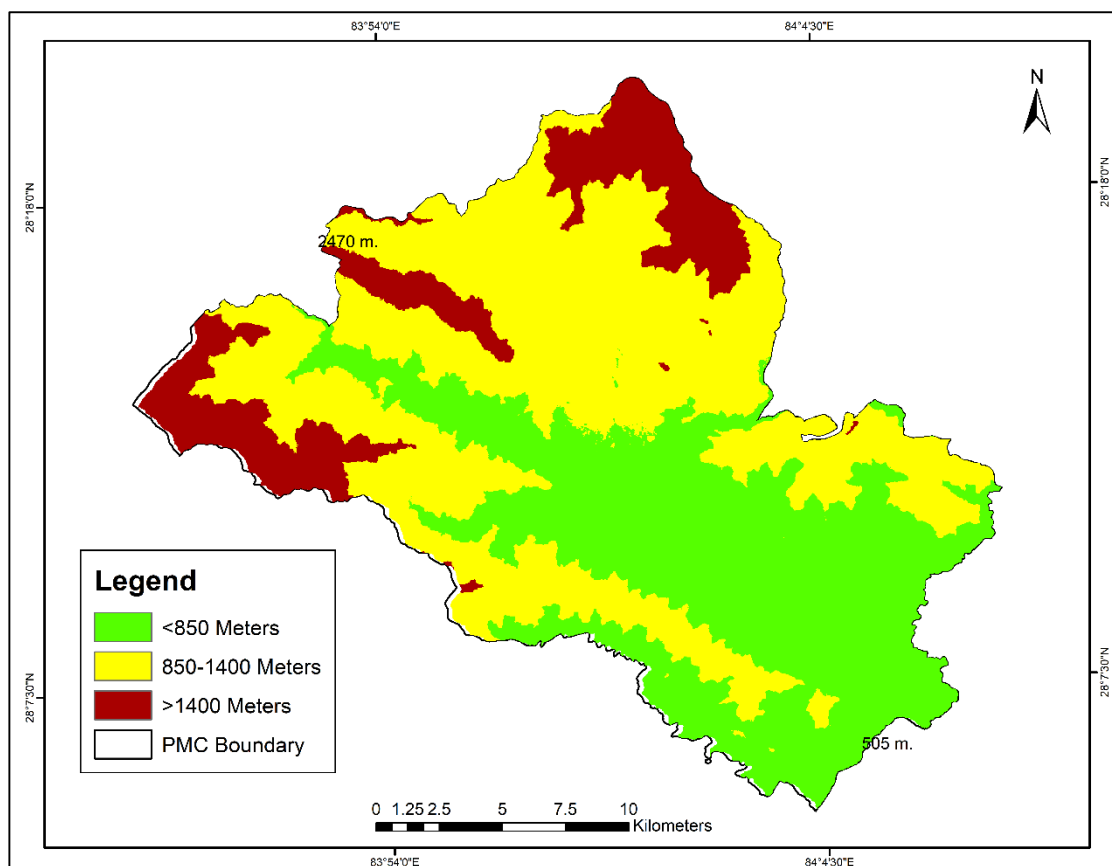 83°54'0"E
84°4'30"E
N
28°18'0"N
28°18'0"N
2470 m.
Legend
<850 Meters
850-1400 Meters
>1400 Meters
PMC Boundary
28°7'30"N
28°7'30"N
505 m.
0 1.25 2.5 5 7.5 10
Kilometers
83°54'0"E
84°4'30"E